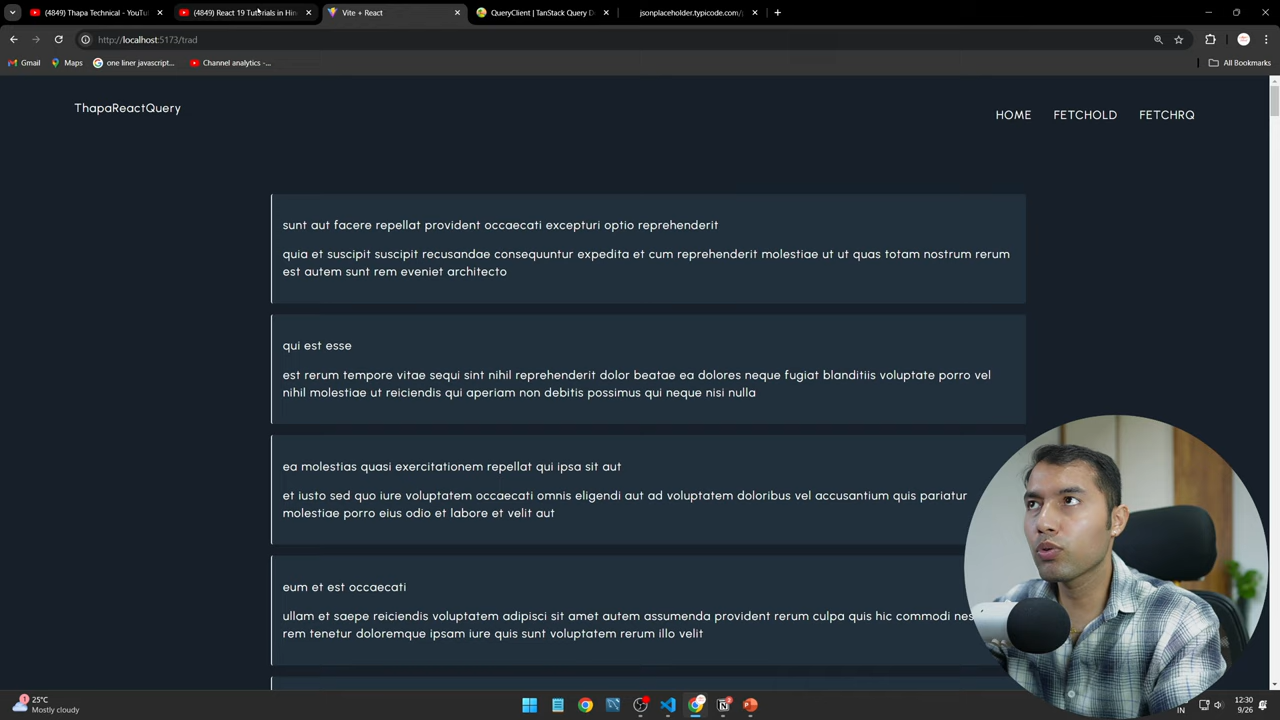 (4849) Thapa Technical - YouTu
(4849) React 19 Tutorials in Hin
Vite + React
QueryClient | TanStack Query D
jsonplaceholder.typicode.com/
http://localhost:5173/trad
Gmail
Maps
one liner javascript...
Channel analytics -...
All Bookmarks
ThapaReactQuery
HOME
FETCHOLD
FETCHRQ
sunt aut facere repellat provident occaecati excepturi optio reprehenderit
quia et suscipit suscipit recusandae consequuntur expedita et cum reprehenderit molestiae ut ut quas totam nostrum rerum
est autem sunt rem eveniet architecto
qui est esse
est rerum tempore vitae sequi sint nihil reprehenderit dolor beatae ea dolores neque fugiat blanditiis voluptate porro vel
nihil molestiae ut reiciendis qui aperiam non debitis possimus qui neque nisi nulla
ea molestias quasi exercitationem repellat qui ipsa sit aut
et iusto sed quo iure voluptatem occaecati omnis eligendi aut ad voluptatem doloribus vel accusantium quis pariatur
molestiae porro eius odio et labore et velit aut
eum et est occaecati
ullam et saepe reiciendis voluptatem adipisci sit amet autem assumenda provident rerum culpa quis hic commodi nes
rem tenetur doloremque ipsam iure quis sunt voluptatem rerum illo velit
1
25°C
Mostly cloudy
IN
12:30
9/26